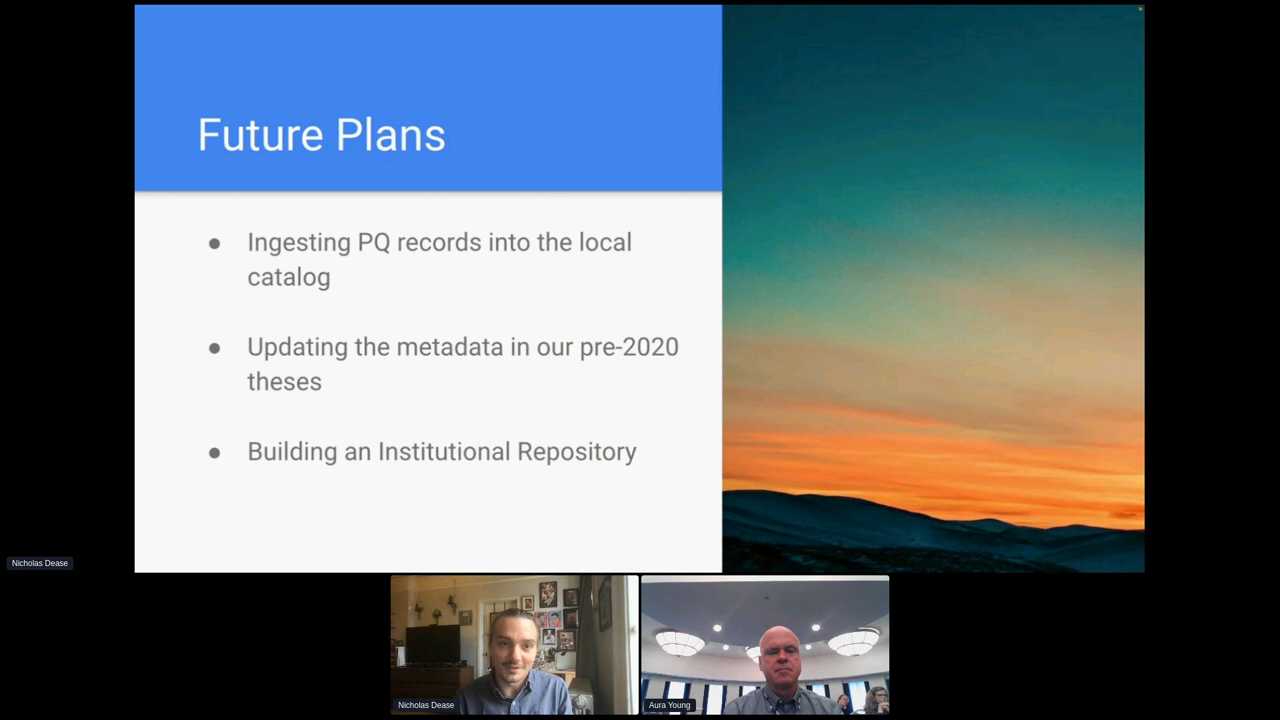 Future Plans
● Ingesting PQ records into the local
catalog
● Updating the metadata in our pre-2020
theses
● Building an Institutional Repository
Nicholas Dease
Nicholas Dease
Aura Young